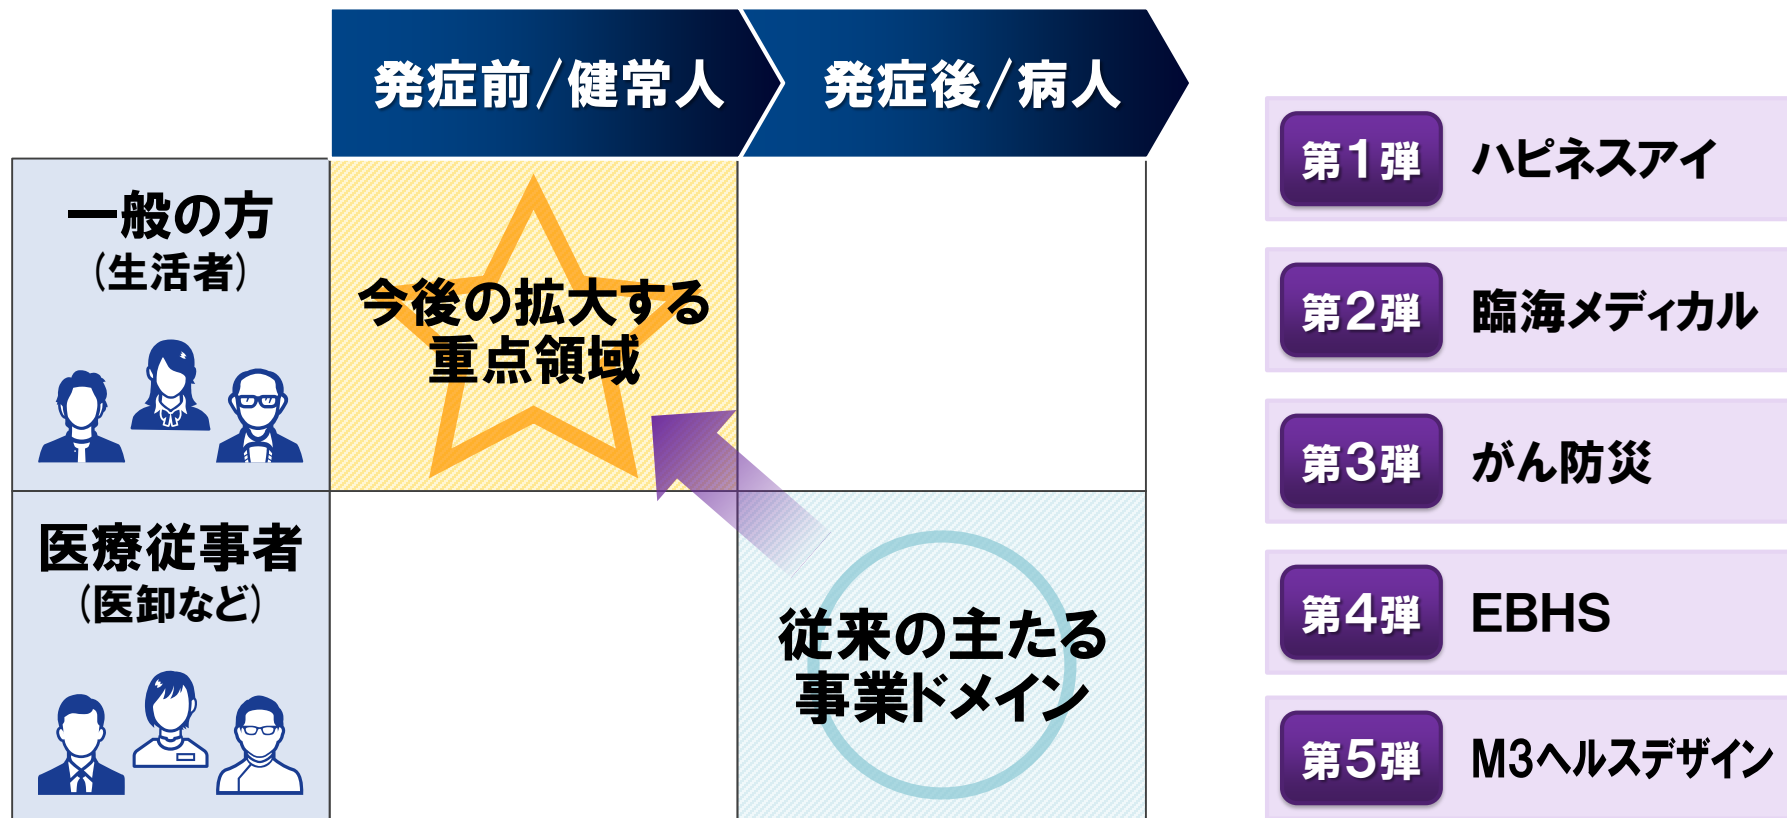 発症前/健常人
発症後/病人
一般の方
(生活者)
今後の拡大する
重点領域
医療従事者
(医卸など)
従来の主たる
事業ドメイン
第1弾 ハピネスアイ
第2弾 臨海メディカル
第3弾 がん防災
第4弾 EBHS
第5弾 M3ヘルスデザイン